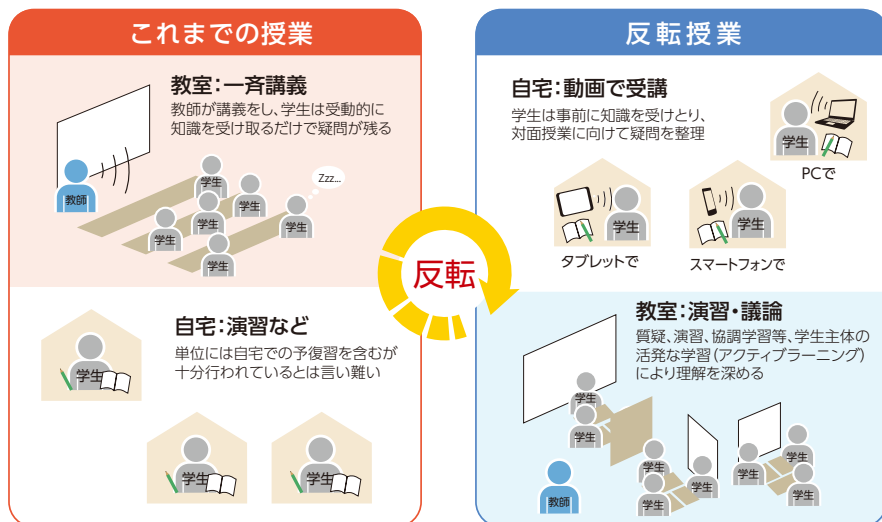 これまでの授業
教室：一斉講義
教師が講義をし、学生は受動的に
知識を受け取るだけで疑問が残る
教師
学生
学生
学生
学生
学生
学生
Zzz...
自宅：演習など
単位には自宅での予復習を含むが
十分行われているとは言い難い
学生
学生
学生
反転
反転授業
自宅：動画で受講
学生は事前に知識を受けとり、
対面授業に向けて疑問を整理
学生
PCで
学生
タブレットで
学生
スマートフォンで
教室：演習・議論
質疑、演習、協調学習等、学生主体の
活発な学習（アクティブラーニング）
により理解を深める
学生
学生
学生
学生
学生
学生
学生
学生
教師